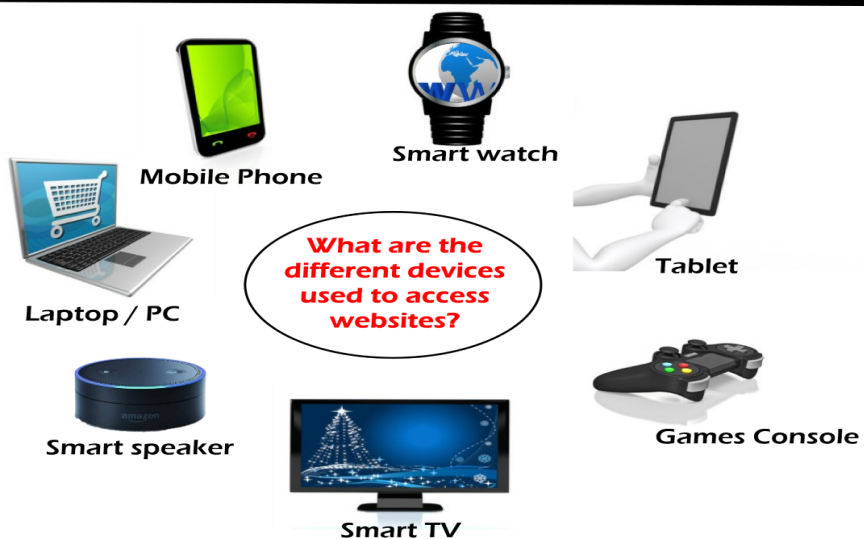 Mobile Phone
Smart watch
Tablet
Laptop / PC
What are the
different devices
used to access
websites?
Smart speaker
amazon
Games Console
Smart TV